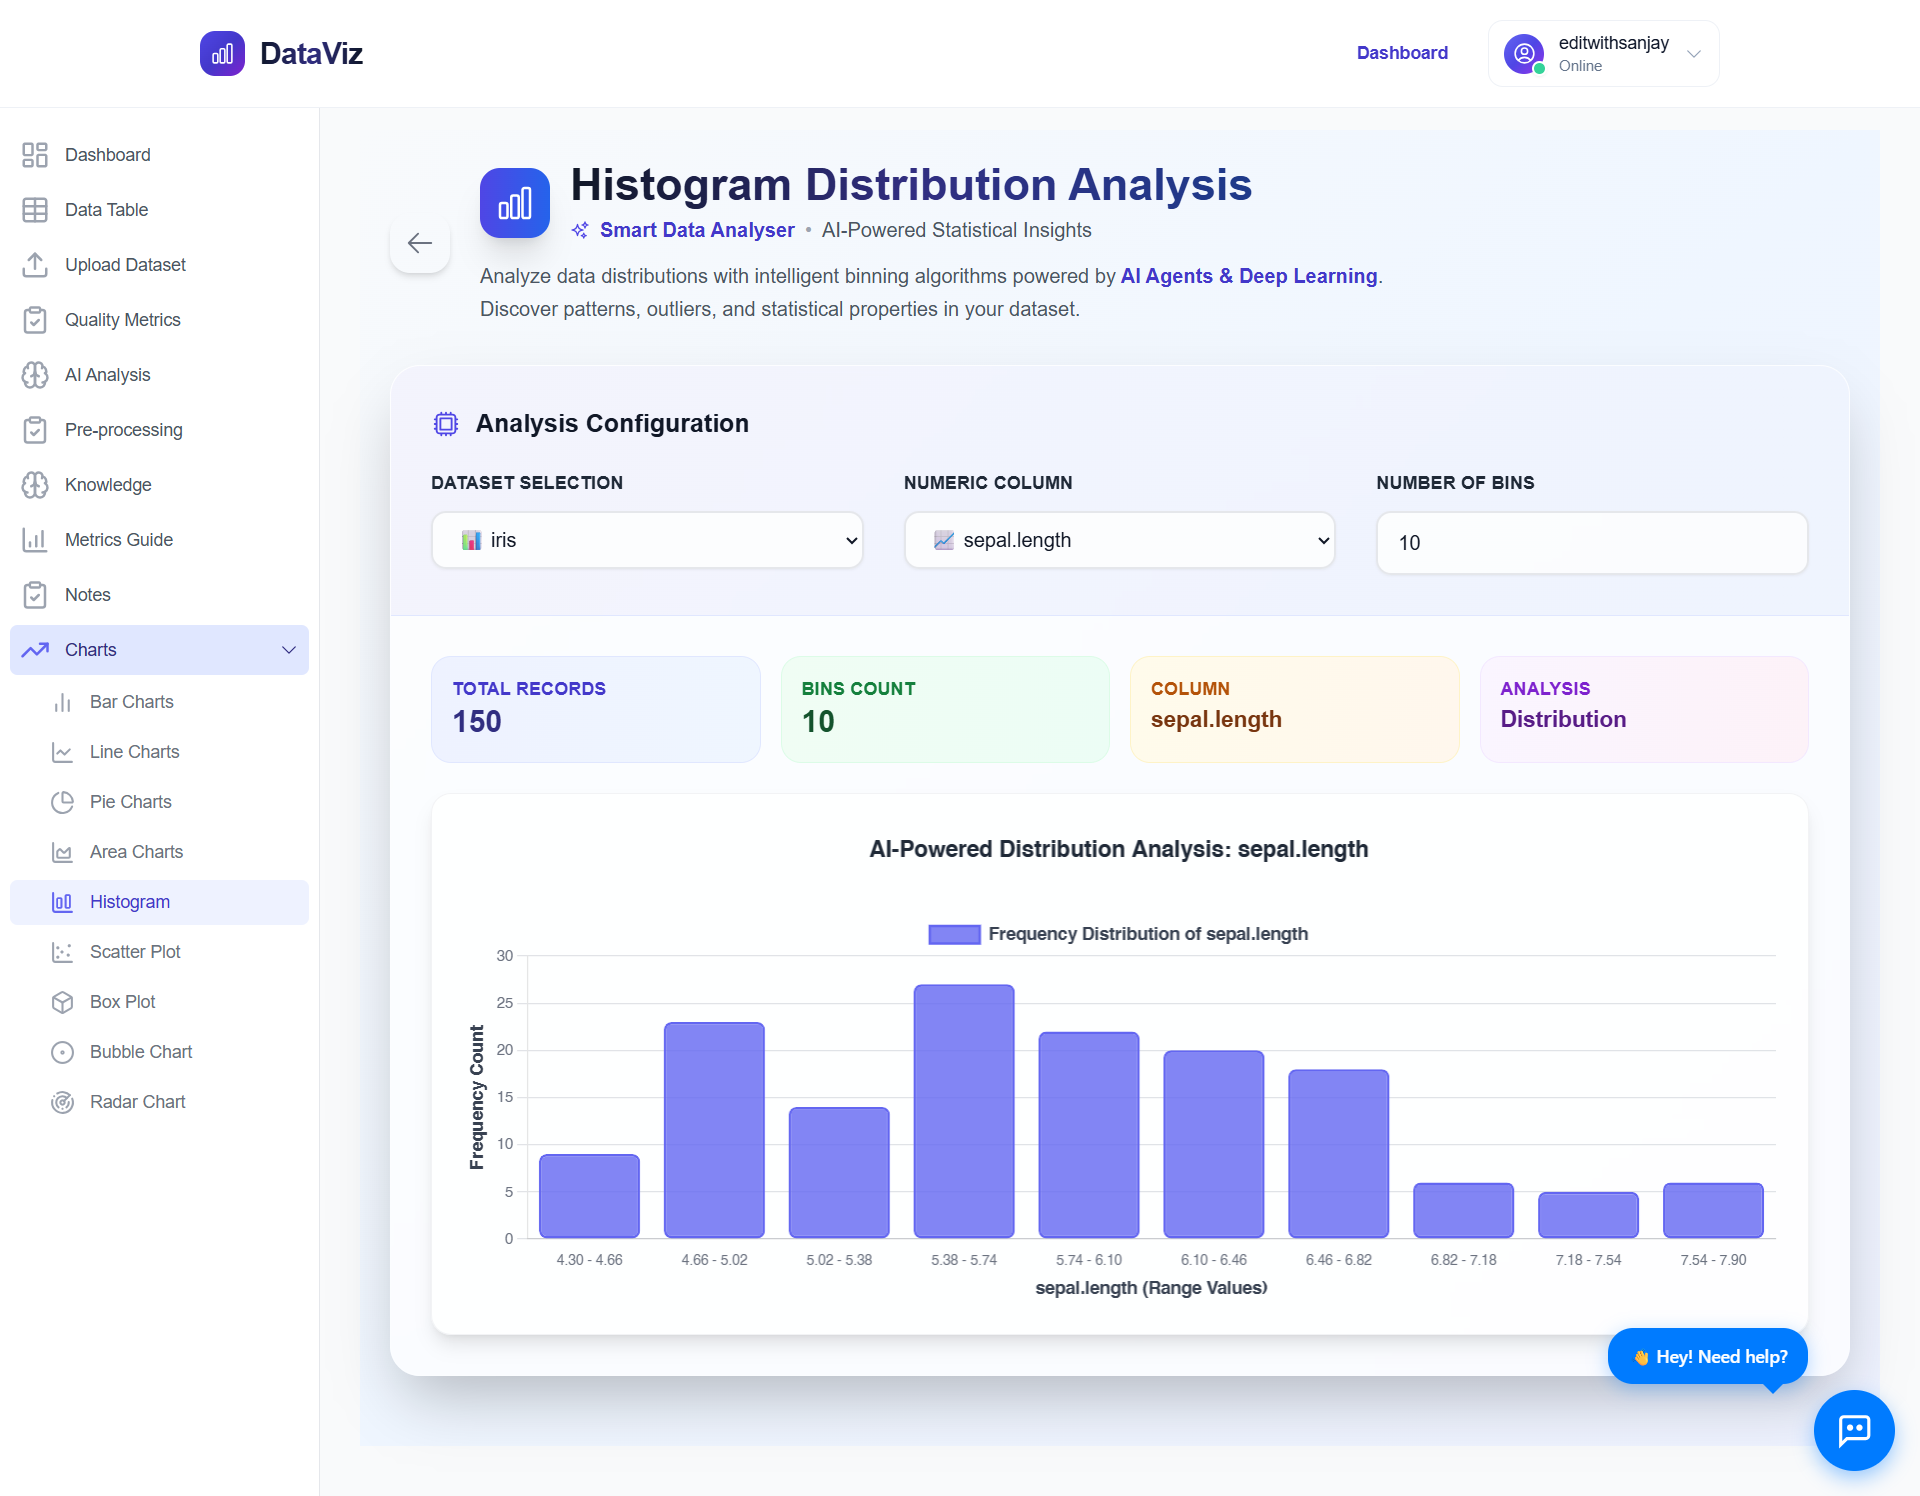 DataViz
Dashboard
editwithsanjay
Online
Dashboard
Data Table
Upload Dataset
Quality Metrics
AI Analysis
Pre-processing
Knowledge
Metrics Guide
Notes
Charts
Bar Charts
Line Charts
Pie Charts
Area Charts
Histogram
Scatter Plot
Box Plot
Bubble Chart
Radar Chart
Histogram Distribution Analysis
Smart Data Analyser • AI-Powered Statistical Insights
Analyze data distributions with intelligent binning algorithms powered by AI Agents & Deep Learning.
Discover patterns, outliers, and statistical properties in your dataset.
Analysis Configuration
DATASET SELECTION
📊 iris
NUMERIC COLUMN
📈 sepal.length
NUMBER OF BINS
10
TOTAL RECORDS
150
BINS COUNT
10
COLUMN
sepal.length
ANALYSIS
Distribution
AI-Powered Distribution Analysis: sepal.length
Frequency Distribution of sepal.length
Frequency Count
30
25
20
15
10
5
0
4.30 - 4.66 4.66 - 5.02 5.02 - 5.38 5.38 - 5.74 5.74 - 6.10 6.10 - 6.46 6.46 - 6.82 6.82 - 7.18 7.18 - 7.54 7.54 - 7.90
sepal.length (Range Values)
👋 Hey! Need help?